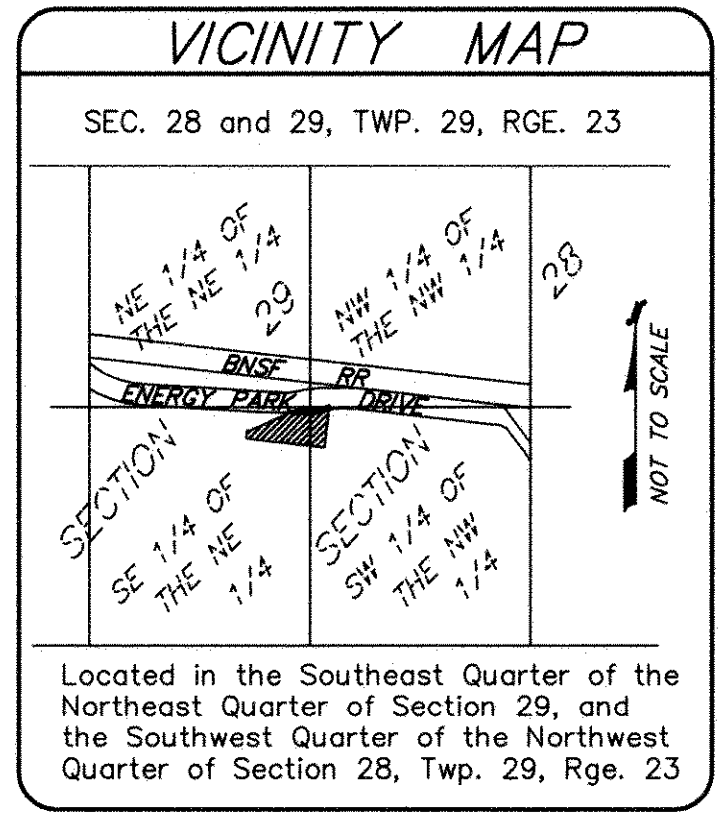 VICINITY MAP
SEC. 28 and 29, TWP. 29, RGE. 23
NE 1/4 OF
THE NE 1/4
29
NW 1/4 OF
THE NW 1/4
28
BNSF RR
ENERGY PARK DRIVE
NOT TO SCALE
SECTION
SE 1/4 OF
THE NE
1/4
SECTION
SW 1/4 OF
THE NW
1/4
Located in the Southeast Quarter of the
Northeast Quarter of Section 29, and
the Southwest Quarter of the Northwest
Quarter of Section 28, Twp. 29, Rge. 23